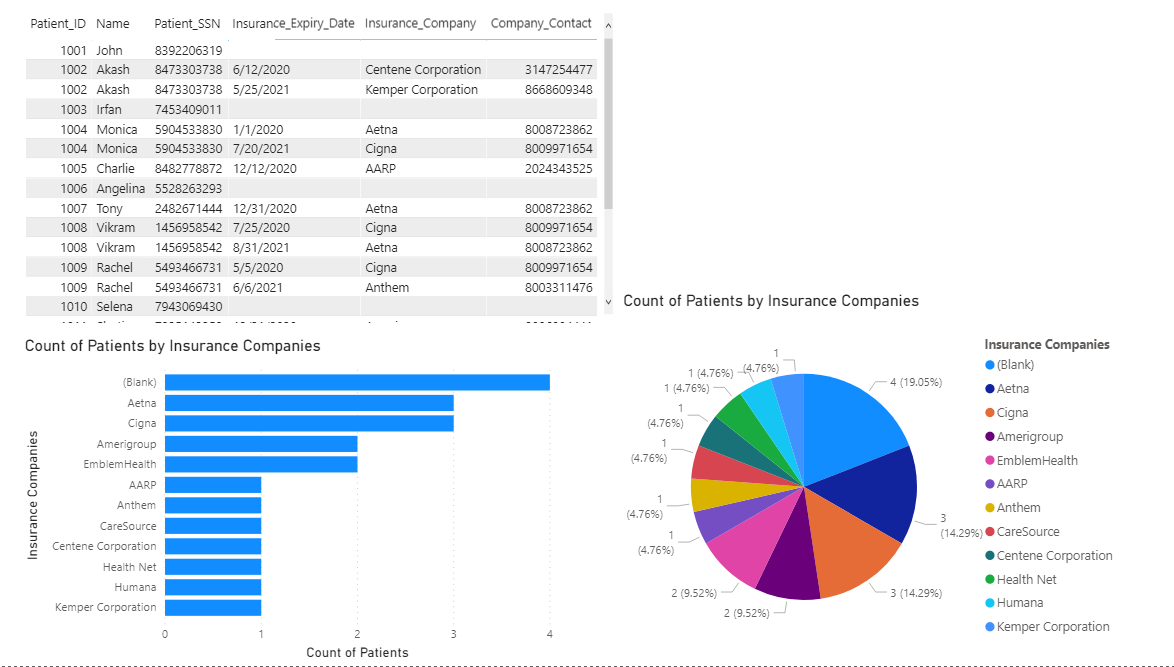 Patient_ID Name Patient_SSN Insurance_Expiry_Date Insurance_Company Company_Contact
1001 John 8392206319
1002 Akash 8473303738 6/12/2020 Centene Corporation 3147254477
1002 Akash 8473303738 5/25/2021 Kemper Corporation 8668609348
1003 Irfan 7453409011
1004 Monica 5904533830 1/1/2020 Aetna 8008723862
1004 Monica 5904533830 7/20/2021 Cigna 8009971654
1005 Charlie 8482778872 12/12/2020 AARP 2024343525
1006 Angelina 5528263293
1007 Tony 2482671444 12/31/2020 Aetna 8008723862
1008 Vikram 1456958542 7/25/2020 Cigna 8009971654
1008 Vikram 1456958542 8/31/2021 Aetna 8008723862
1009 Rachel 5493466731 5/5/2020 Cigna 8009971654
1009 Rachel 5493466731 6/6/2021 Anthem 8003311476
1010 Selena 7943069430
Count of Patients by Insurance Companies
Insurance Companies
(Blank)
Aetna
Cigna
Amerigroup
EmblemHealth
AARP
Anthem
CareSource
Centene Corporation
Health Net
Humana
Kemper Corporation
0 1 2 3 4
Count of Patients
Count of Patients by Insurance Companies
4 (19.05%)
3
(14.29%)
3 (14.29%)
2 (9.52%)
2 (9.52%)
1
(4.76%)
1
(4.76%)
1
(4.76%)
1
(4.76%)
1 (4.76%)
1 (4.76%)
1
(4.76%)
Insurance Companies
(Blank)
Aetna
Cigna
Amerigroup
EmblemHealth
AARP
Anthem
CareSource
Centene Corporation
Health Net
Humana
Kemper Corporation